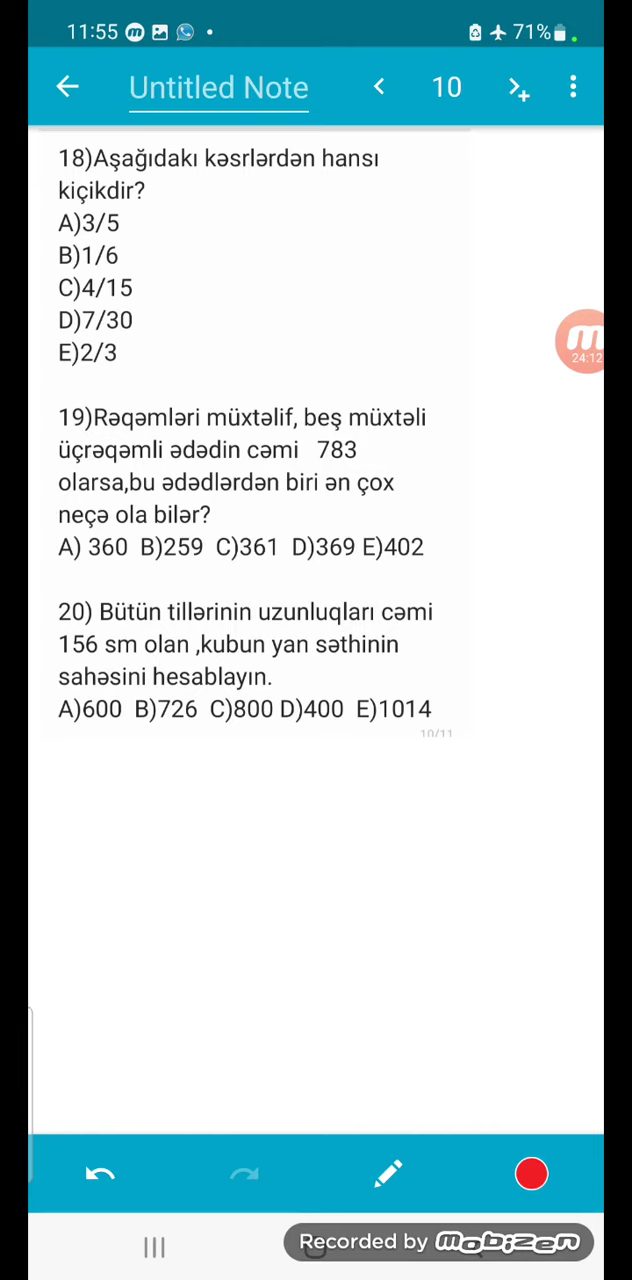 11:55
71%
Untitled Note
10
18)Aşağıdakı kəsrlərdən hansı
kiçikdir?
A)3/5
B)1/6
C)4/15
D)7/30
E)2/3
24:12
19)Rəqəmləri müxtəlif, beş müxtəli
üçrəqəmli ədədin cəmi 783
olarsa,bu ədədlərdən biri ən çox
neçə ola bilər?
A) 360 B)259 C)361 D)369 E)402
20) Bütün tillərinin uzunluqları cəmi
156 sm olan ,kubun yan səthinin
sahəsini hesablayın.
A)600 B)726 C)800 D)400 E)1014
10/11
Recorded by mobizen